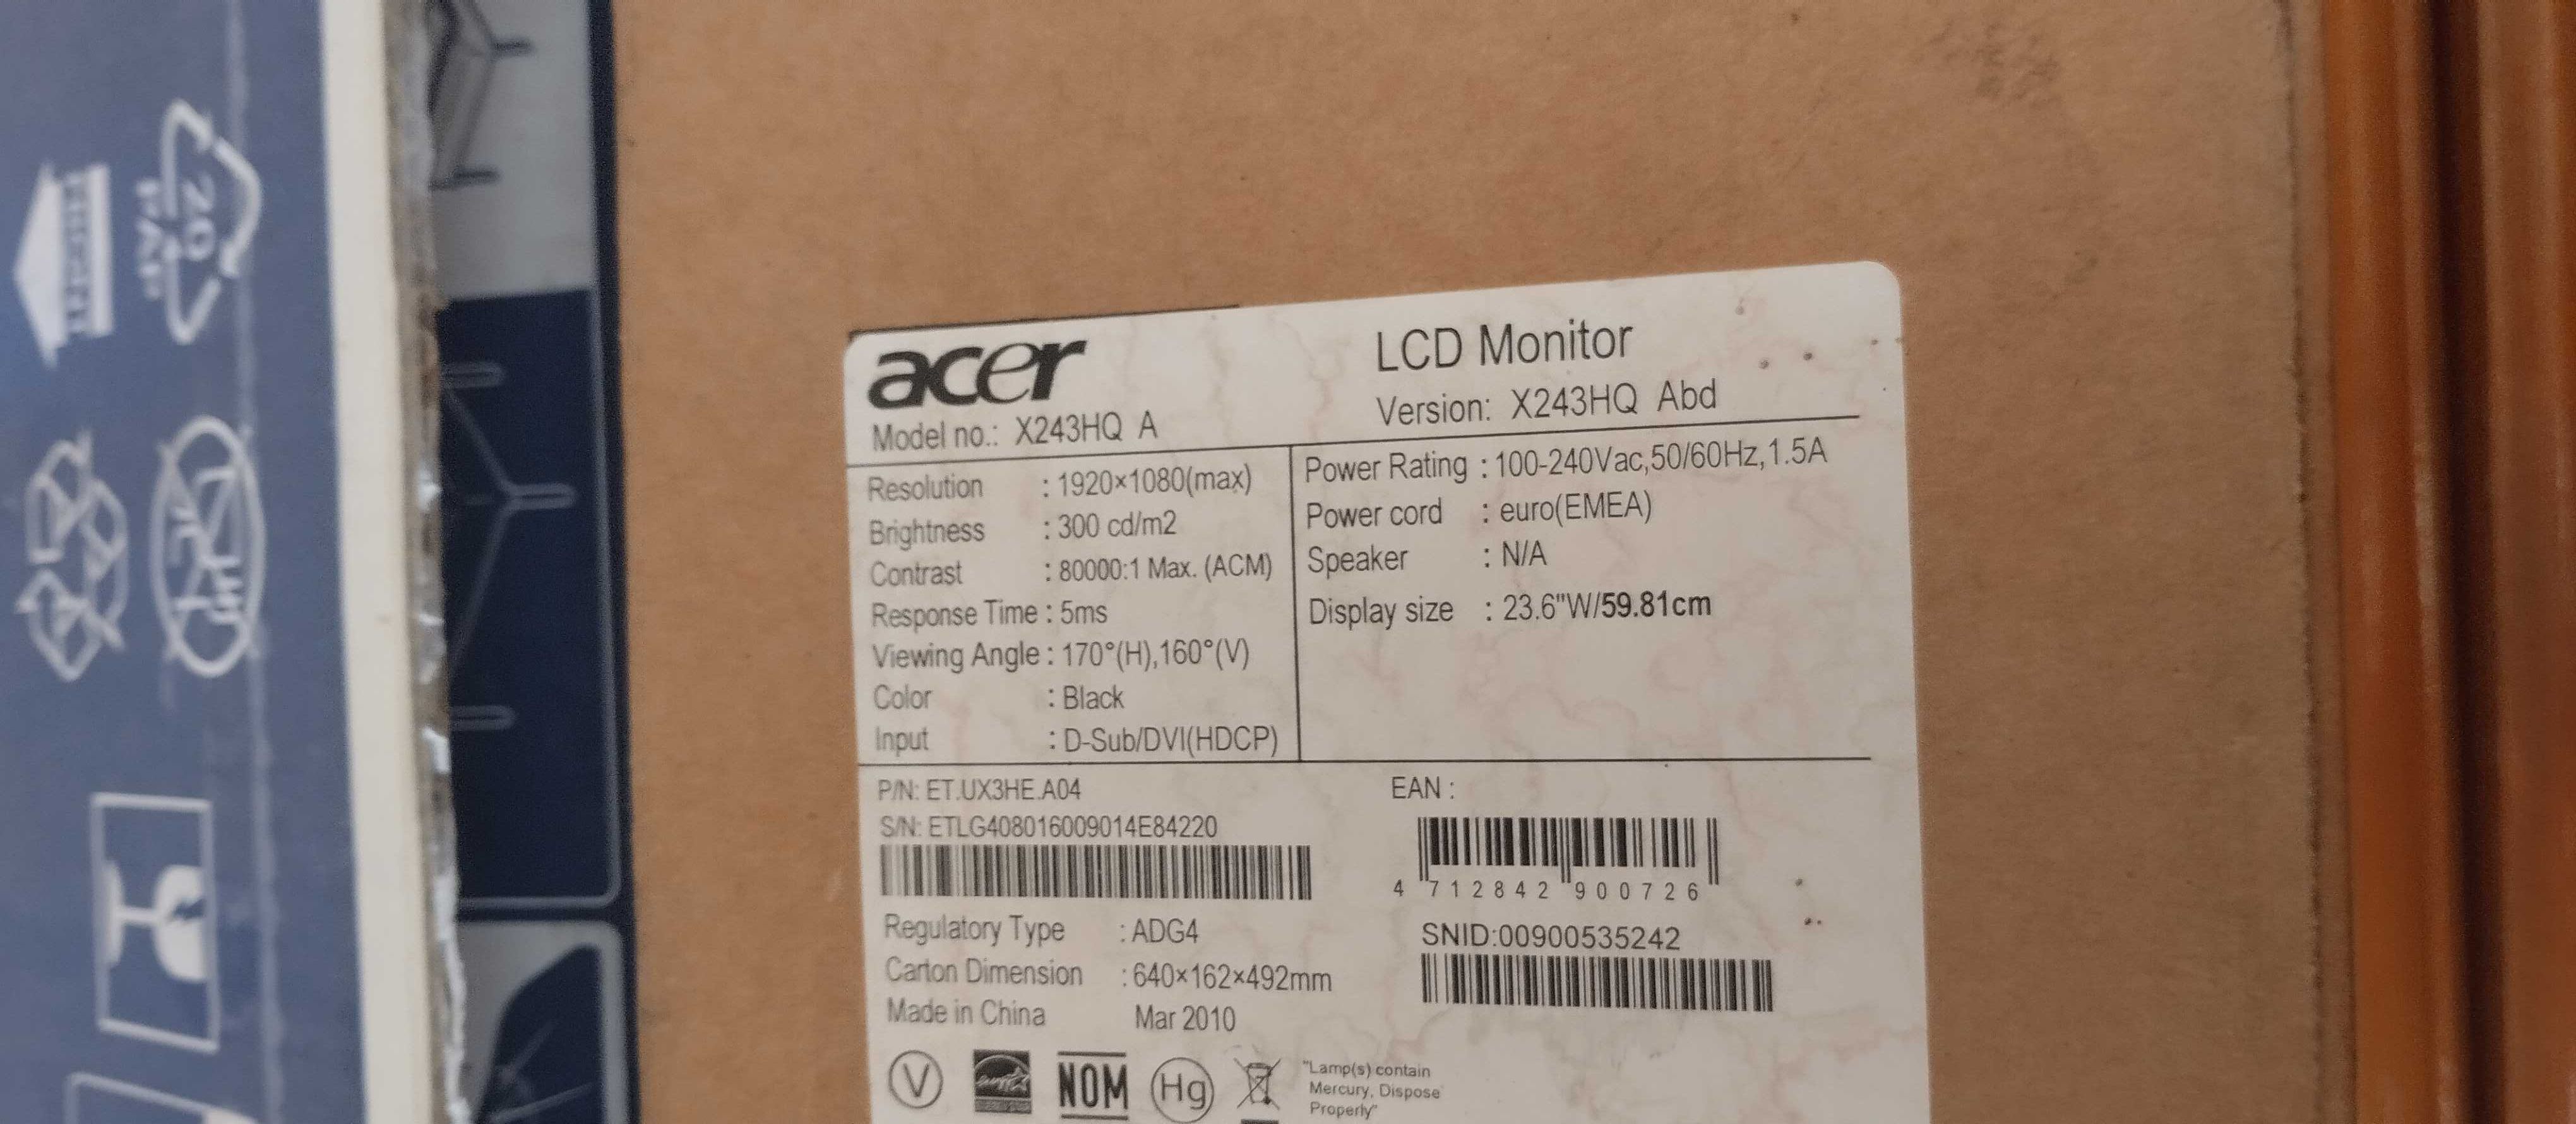 acer
LCD Monitor
Model no.: X243HQ A
Version: X243HQ Abd
Resolution : 1920×1080(max)
Brightness : 300 cd/m2
Contrast : 80000:1 Max. (ACM)
Response Time : 5ms
Viewing Angle : 170°(H),160°(V)
Color : Black
Input : D-Sub/DVI(HDCP)
Power Rating : 100-240Vac,50/60Hz,1.5A
Power cord : euro(EMEA)
Speaker : N/A
Display size : 23.6"W/59.81cm
P/N: ET.UX3HE.A04
S/N: ETLG408016009014E84220
EAN :
4 712842 900726
Regulatory Type : ADG4
Carton Dimension : 640×162×492mm
Made in China Mar 2010
SNID:00900535242
V
NOM
Hg
"Lamp(s) contain
Mercury, Dispose
Properly"
20
PAP